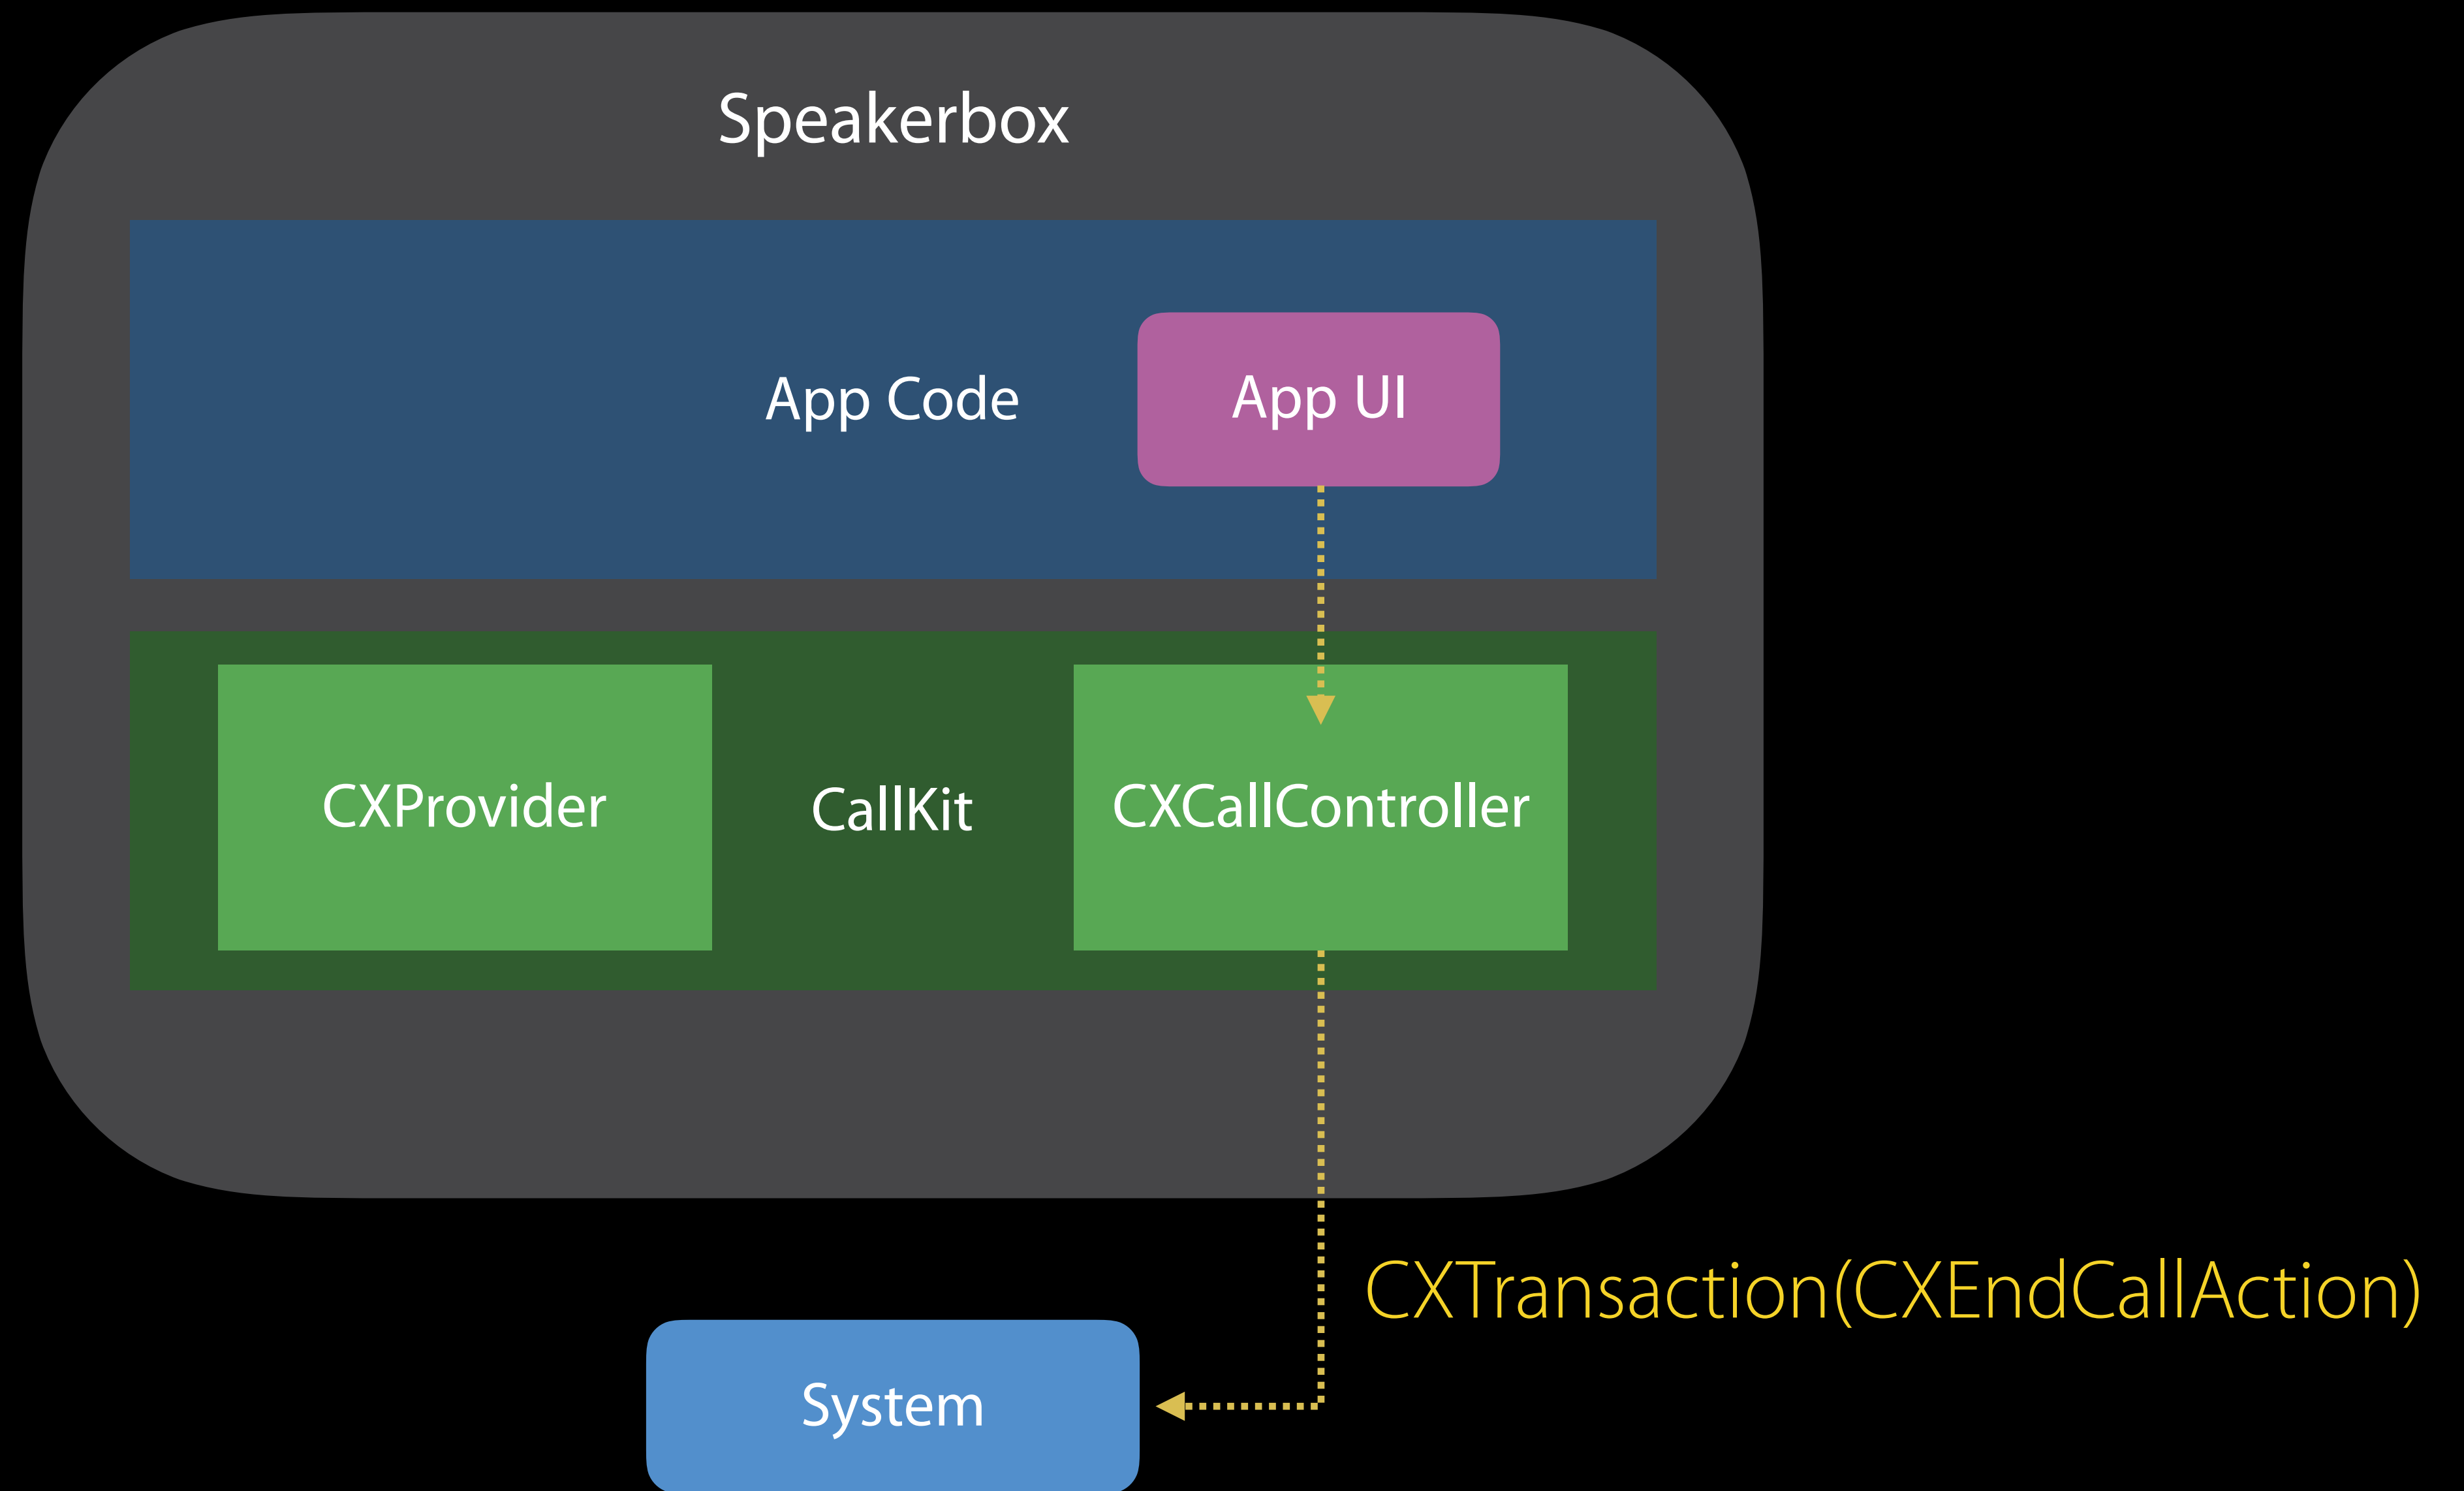 Speakerbox
App Code
App UI
CXProvider
CallKit
CXCallController
CXTransaction(CXEndCallAction)
System